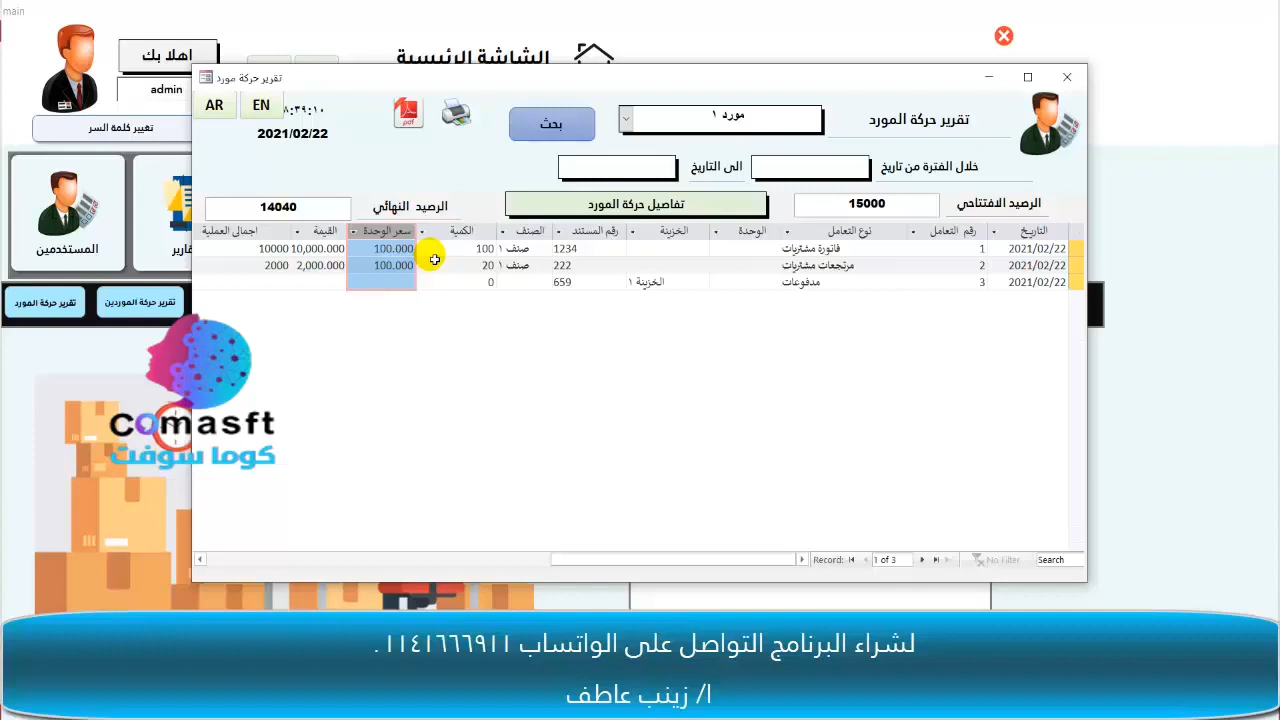 main
اهلا بك
الشاشة الرئيسية
admin
تغيير كلمة السر
تقرير حركة مورد
AR EN
٨:٣٩:١٠
2021/02/22
pdf
بحث
مورد ١
تقرير حركة المورد
خلال الفترة من تاريخ
الى التاريخ
الرصيد الافتتاحي 15000
تفاصيل حركة المورد
الرصيد النهائي 14040
التاريخ رقم التعامل نوع التعامل الوحدة الخزينة رقم المستند الصنف الكمية سعر الوحدة القيمة اجمالى العملية
2021/02/22 1 فاتورة مشتريات 1234 صنف ١ 100 100.000 10,000.000 10000
2021/02/22 2 مرتجعات مشتريات 222 صنف ١ 20 100.000 2,000.000 2000
2021/02/22 3 مدفوعات الخزينة ١ 659 0
المستخدمين
تقرير حركة الموردين
تقرير حركة المورد
comasft
كوما سوفت
Record: 1 of 3 No Filter Search
لشراء البرنامج التواصل على الواتساب ١١٤١٦٦٦٩١١.
ا/ زينب عاطف